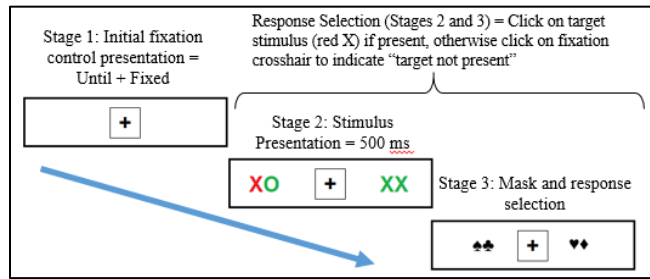 Stage 1: Initial fixation
control presentation =
Until + Fixed
+
Response Selection (Stages 2 and 3) = Click on target
stimulus (red X) if present, otherwise click on fixation
crosshair to indicate “target not present”
Stage 2: Stimulus
Presentation = 500 ms
XO + XX
Stage 3: Mask and response
selection
♠♣ + ♥♦